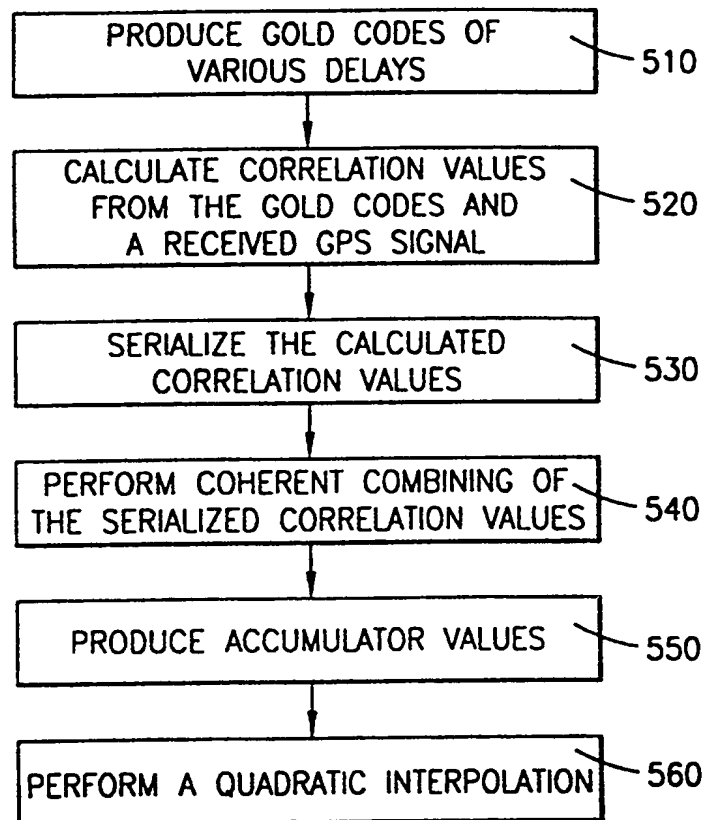 PRODUCE GOLD CODES OF
VARIOUS DELAYS
510
CALCULATE CORRELATION VALUES
FROM THE GOLD CODES AND
A RECEIVED GPS SIGNAL
520
SERIALIZE THE CALCULATED
CORRELATION VALUES
530
PERFORM COHERENT COMBINING OF
THE SERIALIZED CORRELATION VALUES
540
PRODUCE ACCUMULATOR VALUES
550
PERFORM A QUADRATIC INTERPOLATION
560